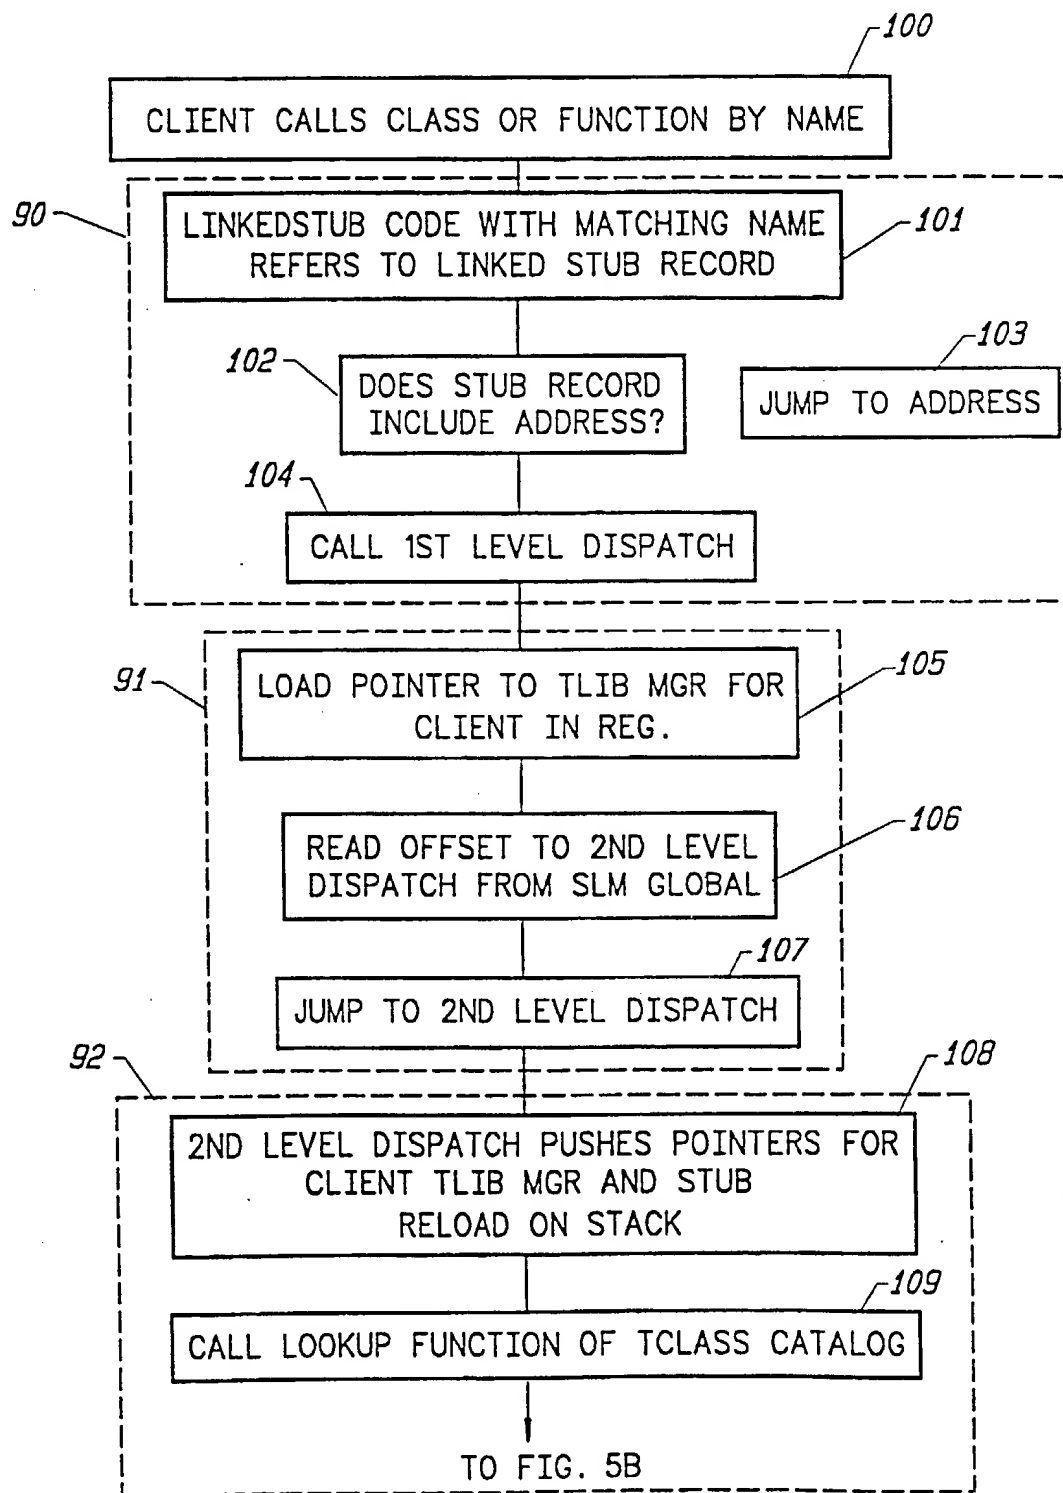 100
CLIENT CALLS CLASS OR FUNCTION BY NAME
90
LINKEDSTUB CODE WITH MATCHING NAME
REFERS TO LINKED STUB RECORD
101
102
DOES STUB RECORD
INCLUDE ADDRESS?
103
JUMP TO ADDRESS
104
CALL 1ST LEVEL DISPATCH
91
LOAD POINTER TO TLIB MGR FOR
CLIENT IN REG.
105
READ OFFSET TO 2ND LEVEL
DISPATCH FROM SLM GLOBAL
106
107
JUMP TO 2ND LEVEL DISPATCH
92
108
2ND LEVEL DISPATCH PUSHES POINTERS FOR
CLIENT TLIB MGR AND STUB
RELOAD ON STACK
109
CALL LOOKUP FUNCTION OF TCLASS CATALOG
TO FIG. 5B